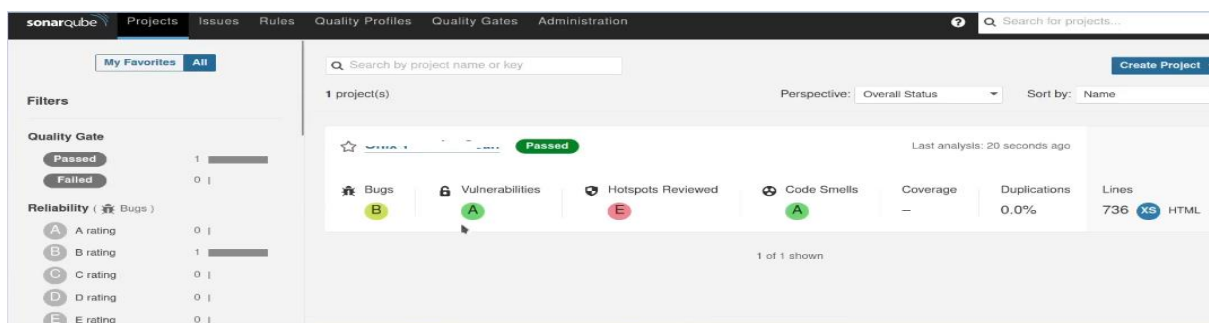 sonarqube Projects Issues Rules Quality Profiles Quality Gates Administration ? Search for projects...
My Favorites All
Search by project name or key
Create Project
1 project(s)
Perspective: Overall Status Sort by: Name
Filters
Quality Gate
Passed 1
Failed 0
Reliability ( Bugs )
A A rating 0
B B rating 1
C C rating 0
D D rating 0
E E rating 0
Passed
Last analysis: 20 seconds ago
Bugs Vulnerabilities Hotspots Reviewed Code Smells Coverage Duplications Lines
B A E A – 0.0% 736 XS HTML
1 of 1 shown